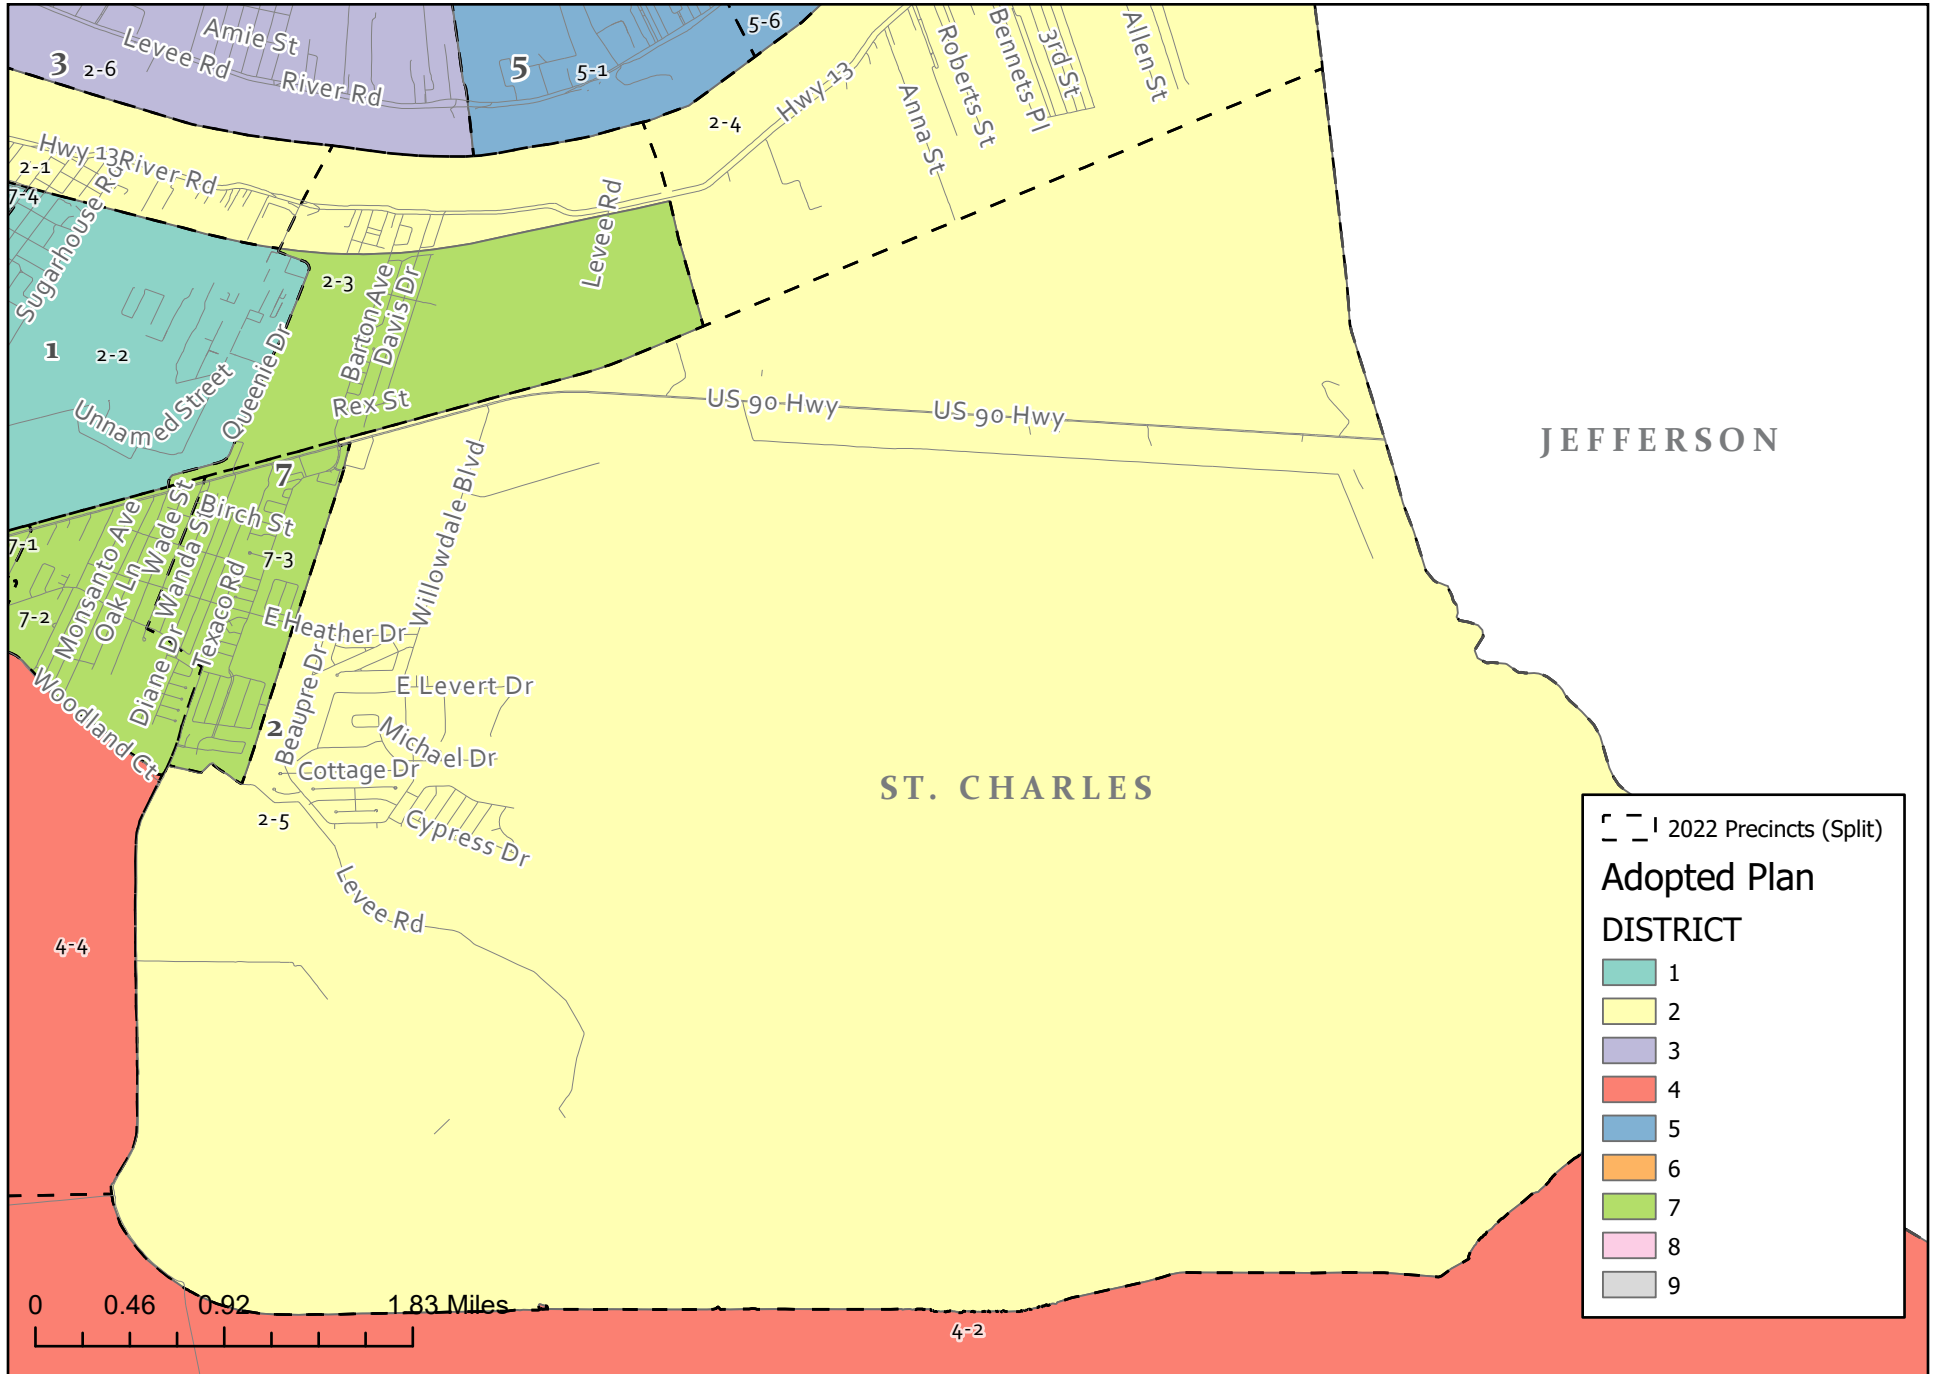 Amie St
Levee Rd
3
2-6
River Rd
5
5-1
5-6
Hwy 13
2-4
Roberts St
Bennets Pl
3rd St
Allen St
Anna St
Hwy 13
River Rd
2-1
7-4
Sugarhouse Rd
Levee Rd
2-3
Barton Ave
Davis Dr
1
2-2
Queenie Dr
Unnamed Street
Rex St
US 90 Hwy
US 90 Hwy
JEFFERSON
7
Birch St
Monsanto Ave
Wade St
Wanda St
Oak Ln
7-1
7-3
7-2
Texaco Rd
Diane Dr
Willowdale Blvd
E Heather Dr
Beaupre Dr
E Levert Dr
Woodland Ct
2
Michael Dr
Cottage Dr
ST. CHARLES
2-5
Cypress Dr
Levee Rd
4-4
4-2
0 0.46 0.92 1.83 Miles
2022 Precincts (Split)
Adopted Plan
DISTRICT
1
2
3
4
5
6
7
8
9